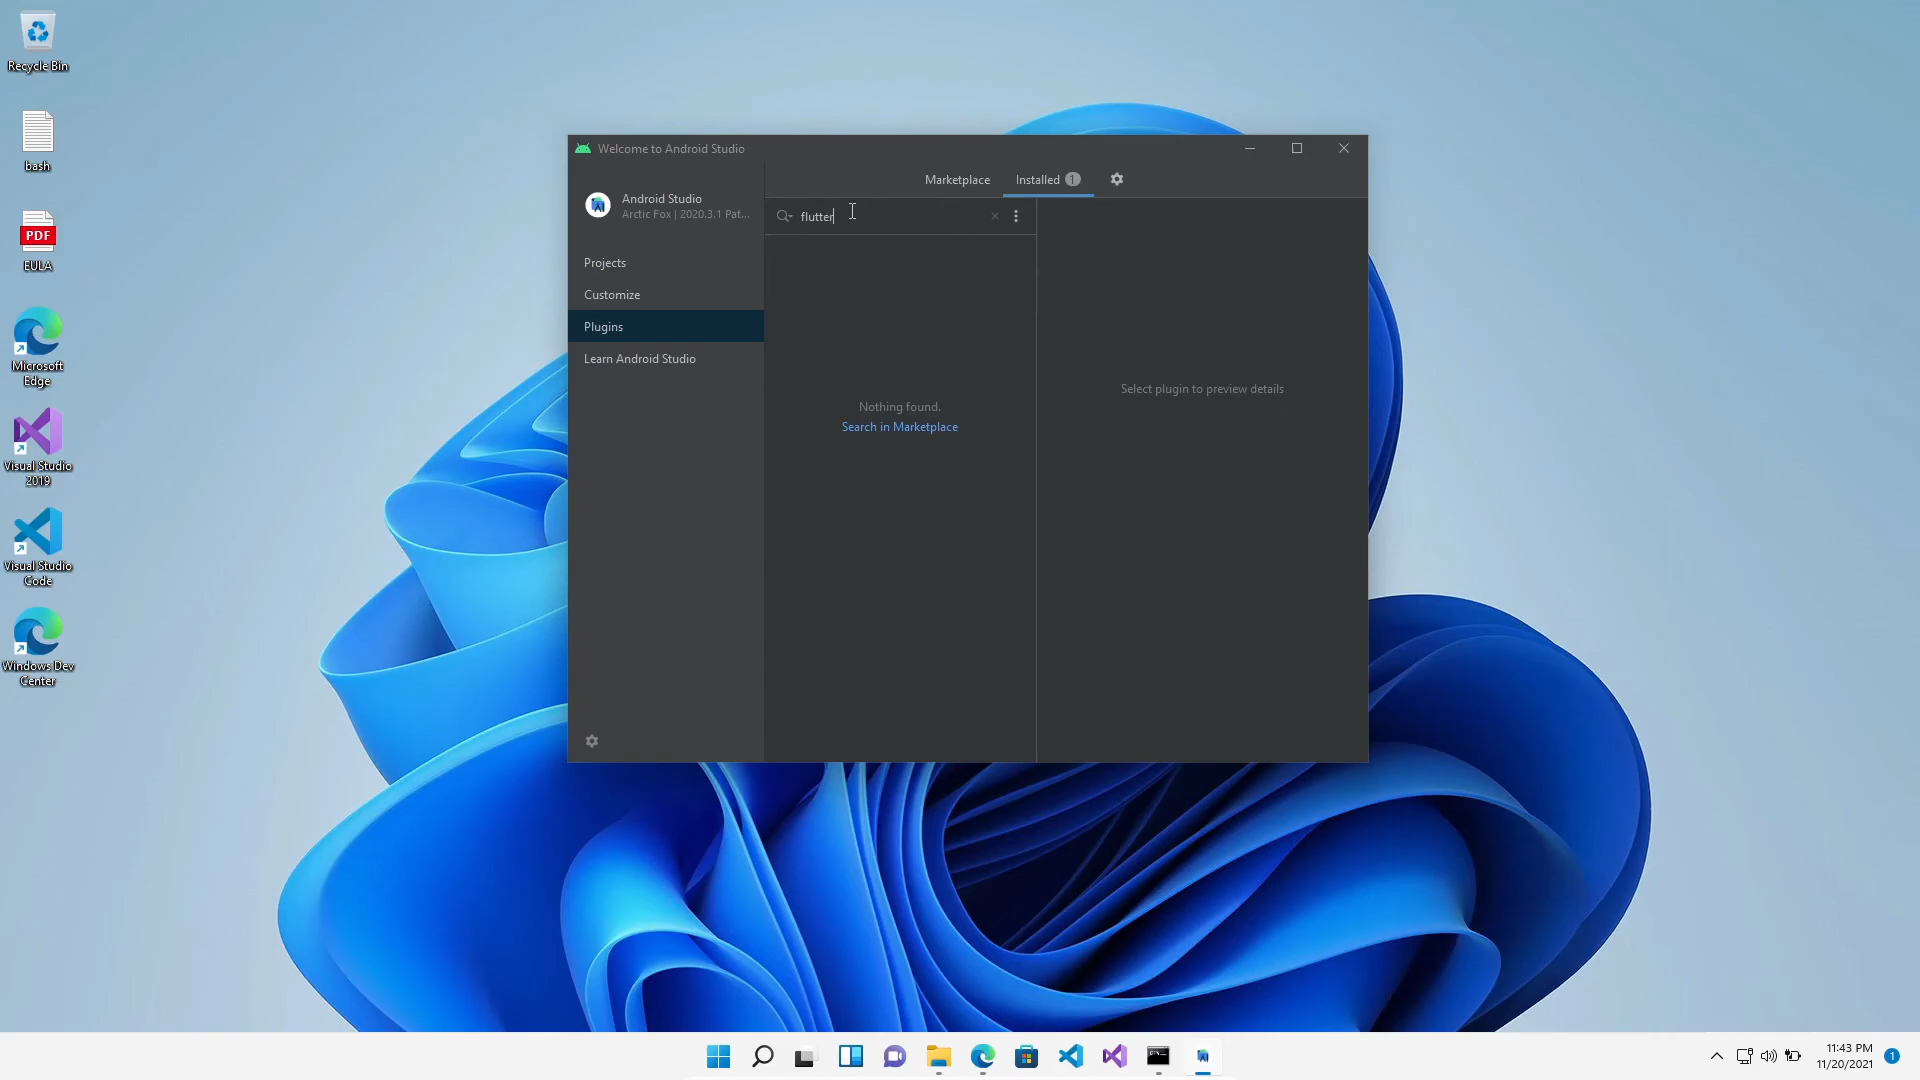 Recycle Bin
bash
PDF
EULA
Microsoft
Edge
Visual Studio
2019
Visual Studio
Code
Windows Dev
Center
Welcome to Android Studio
Android Studio
Arctic Fox | 2020.3.1 Pat...
Projects
Customize
Plugins
Learn Android Studio
Marketplace
Installed 1
flutter
Nothing found.
Search in Marketplace
Select plugin to preview details
11:43 PM
11/20/2021
1